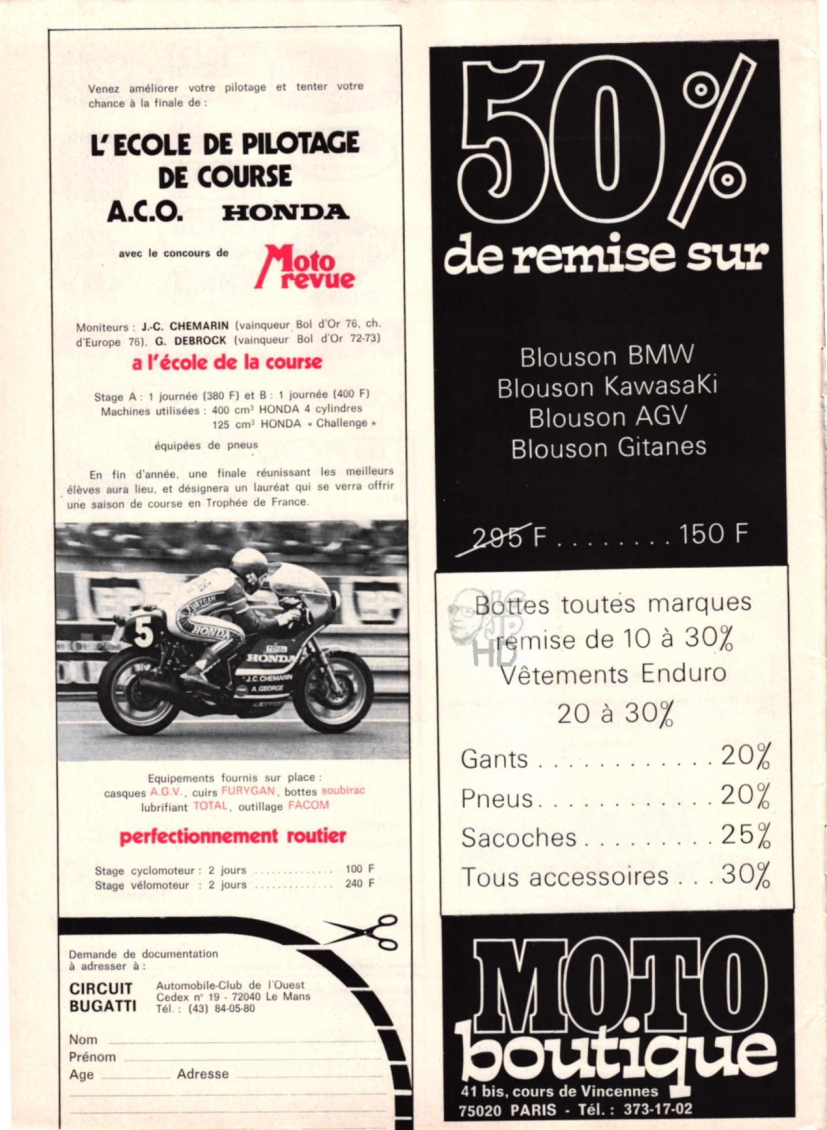 Venez améliorer votre pilotage et tenter votre
chance à la finale de :
L'ECOLE DE PILOTAGE
DE COURSE
A.C.O. HONDA
avec le concours de
Moto
revue
Moniteurs : J.-C. CHEMARIN (vainqueur Bol d'Or 76, ch.
d'Europe 76), G. DEBROCK (vainqueur Bol d'Or 72-73)
a l'école de la course
Stage A : 1 journée (380 F) et B : 1 journée (400 F)
Machines utilisées : 400 cm³ HONDA 4 cylindres
125 cm³ HONDA « Challenge »
équipées de pneus
En fin d'année, une finale réunissant les meilleurs
élèves aura lieu, et désignera un lauréat qui se verra offrir
une saison de course en Trophée de France.
FURYGAN
HONDA
5
TOTAL
HONDA
J.C.CHEMARIN
A.GEORGE
Equipements fournis sur place :
casques A.G.V., cuirs FURYGAN, bottes soubirac
lubrifiant TOTAL, outillage FACOM
perfectionnement routier
Stage cyclomoteur : 2 jours .............. 100 F
Stage vélomoteur : 2 jours .............. 240 F
Demande de documentation
à adresser à :
CIRCUIT
BUGATTI
Automobile-Club de l'Ouest
Cedex n° 19 - 72040 Le Mans
Tél. : (43) 84-05-80
Nom
Prénom
Age Adresse
50%
de remise sur
Blouson BMW
Blouson KawasaKi
Blouson AGV
Blouson Gitanes
295 F ........ 150 F
Bottes toutes marques
remise de 10 à 30%
Vêtements Enduro
20 à 30%
Gants ............ 20%
Pneus ............ 20%
Sacoches ......... 25%
Tous accessoires ... 30%
JP
HD
MOTO
boutique
41 bis, cours de Vincennes
75020 PARIS - Tél. : 373-17-02